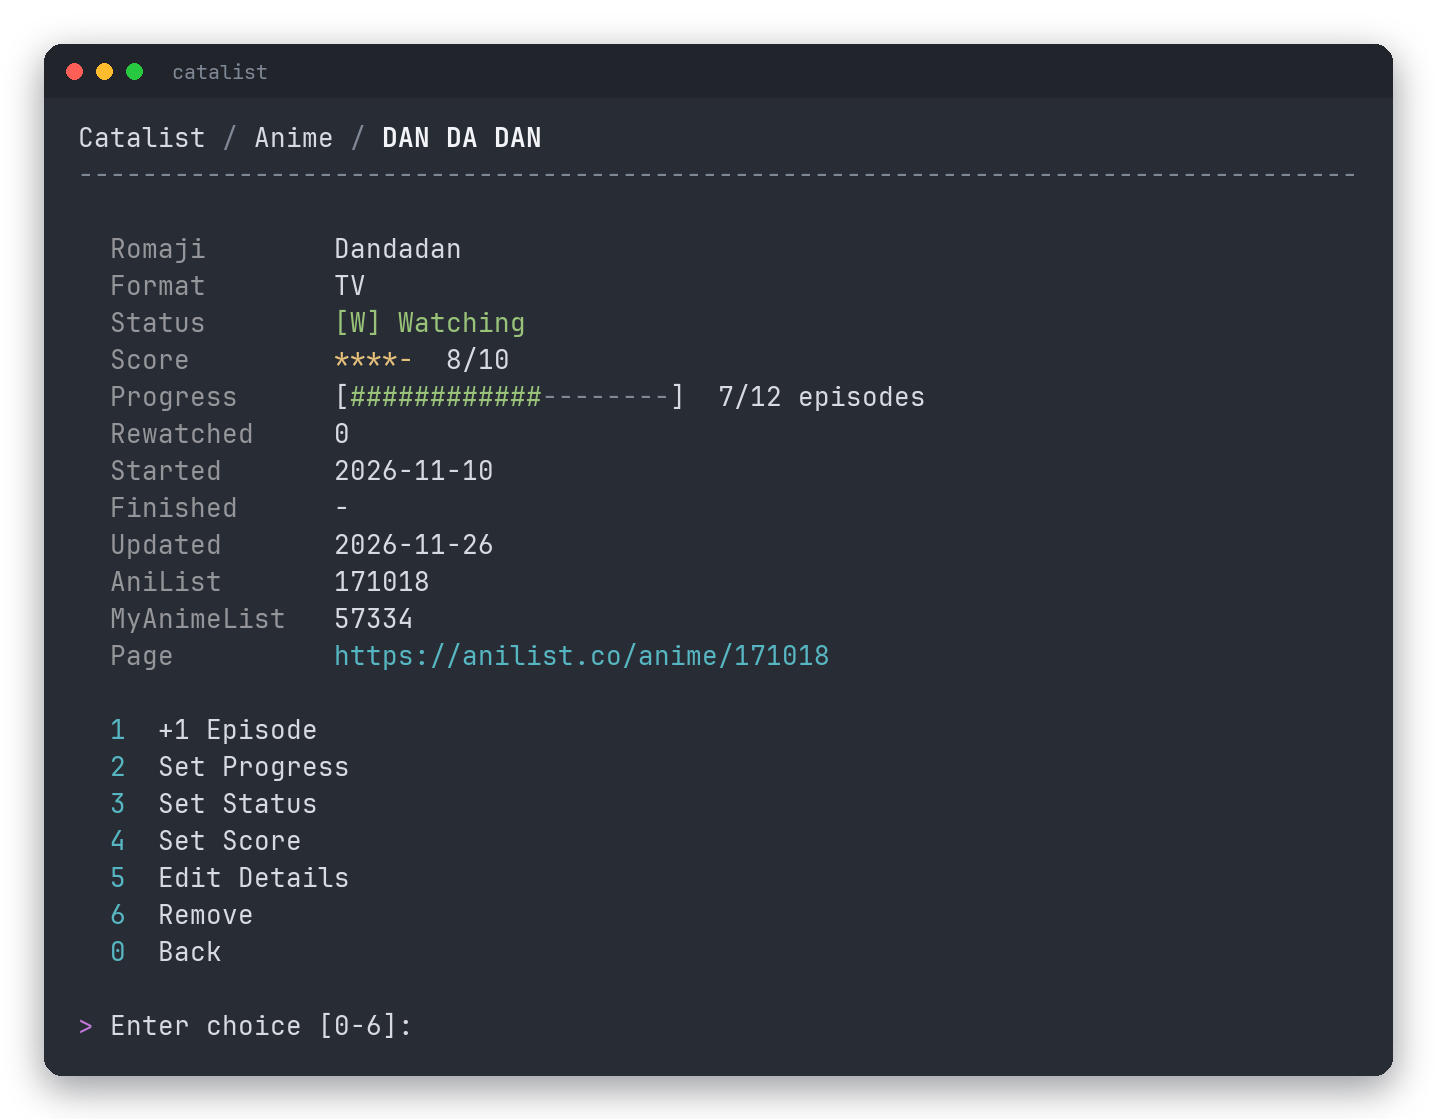 catalist
Catalist / Anime / DAN DA DAN
--------------------------------------------------------------------------------
Romaji Dandadan
Format TV
Status [W] Watching
Score ****- 8/10
Progress [############--------] 7/12 episodes
Rewatched 0
Started 2026-11-10
Finished -
Updated 2026-11-26
AniList 171018
MyAnimeList 57334
Page https://anilist.co/anime/171018
1 +1 Episode
2 Set Progress
3 Set Status
4 Set Score
5 Edit Details
6 Remove
0 Back
> Enter choice [0-6]: